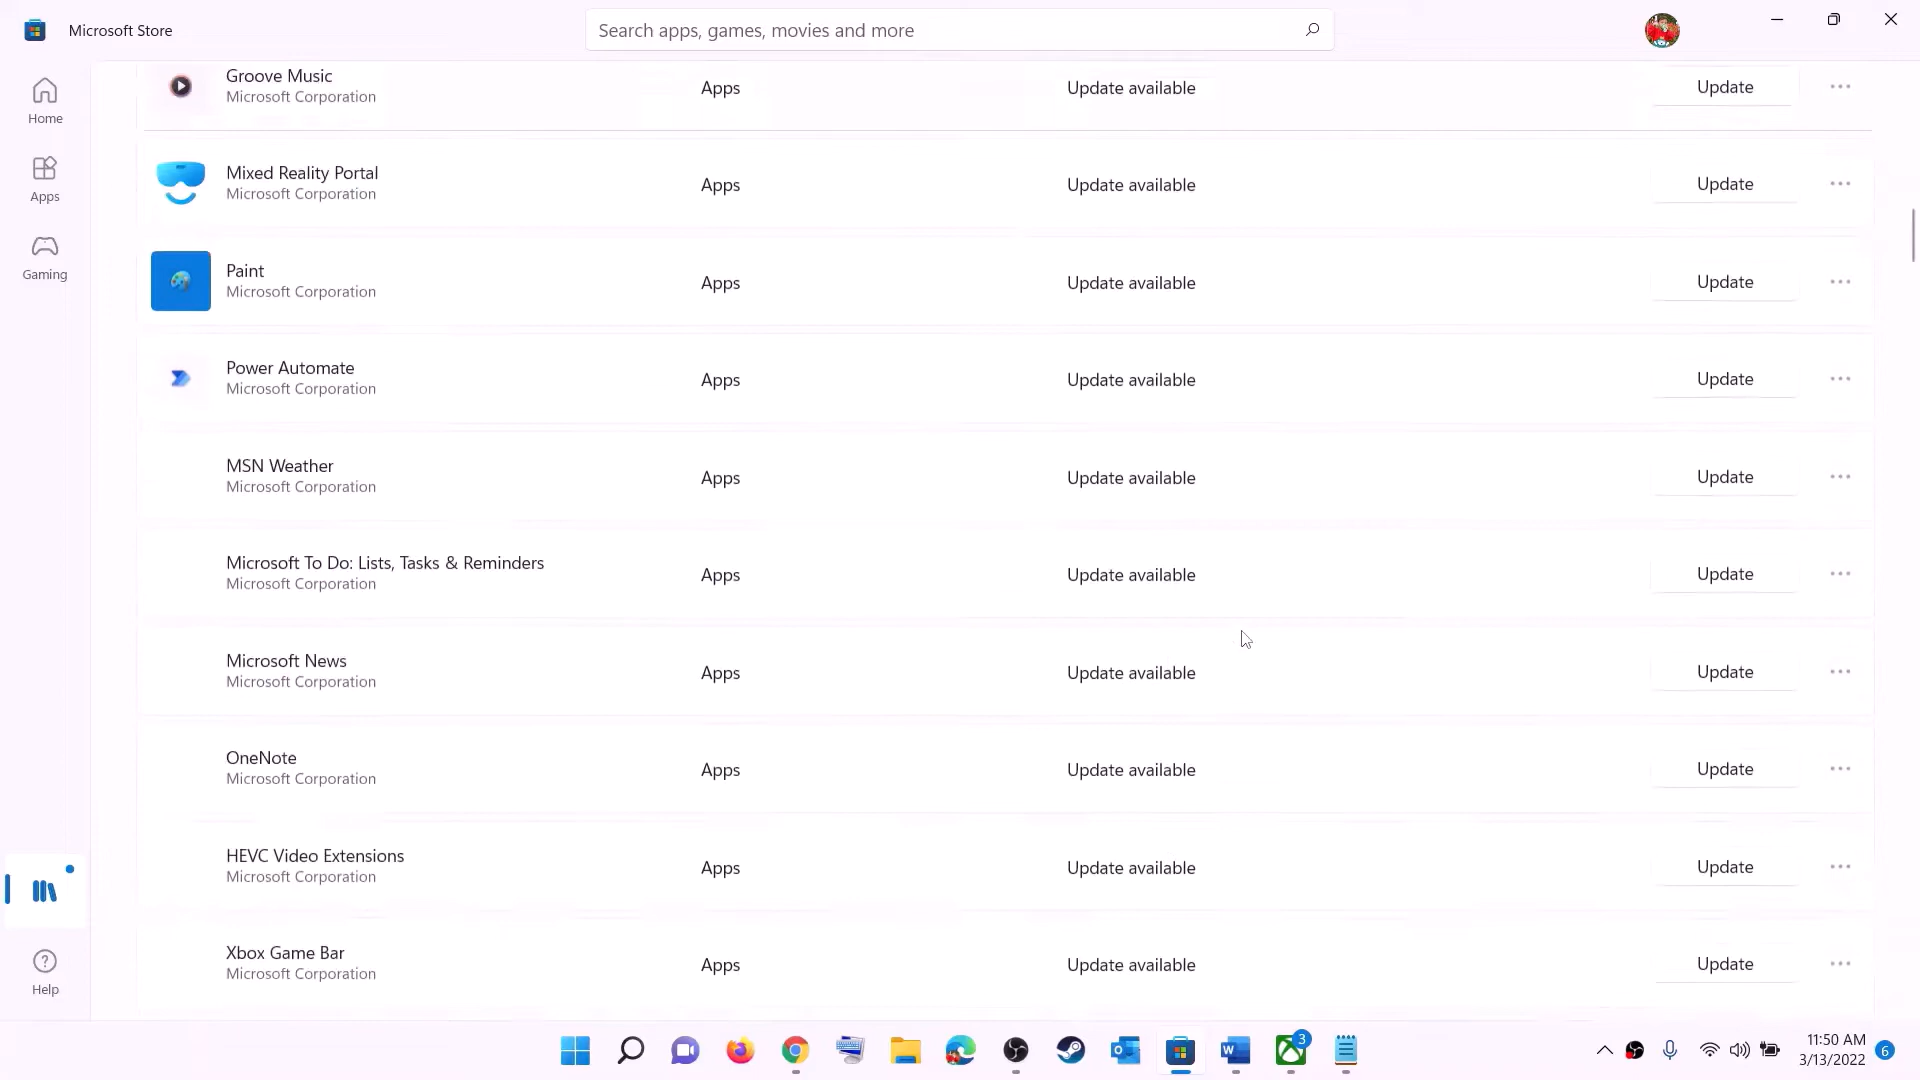 Microsoft Store
Search apps, games, movies and more
Home
Apps
Gaming
Help
Groove Music
Microsoft Corporation
Apps
Update available
Update
Mixed Reality Portal
Microsoft Corporation
Apps
Update available
Update
Paint
Microsoft Corporation
Apps
Update available
Update
Power Automate
Microsoft Corporation
Apps
Update available
Update
MSN Weather
Microsoft Corporation
Apps
Update available
Update
Microsoft To Do: Lists, Tasks & Reminders
Microsoft Corporation
Apps
Update available
Update
Microsoft News
Microsoft Corporation
Apps
Update available
Update
OneNote
Microsoft Corporation
Apps
Update available
Update
HEVC Video Extensions
Microsoft Corporation
Apps
Update available
Update
Xbox Game Bar
Microsoft Corporation
Apps
Update available
Update
3
11:50 AM
3/13/2022
6